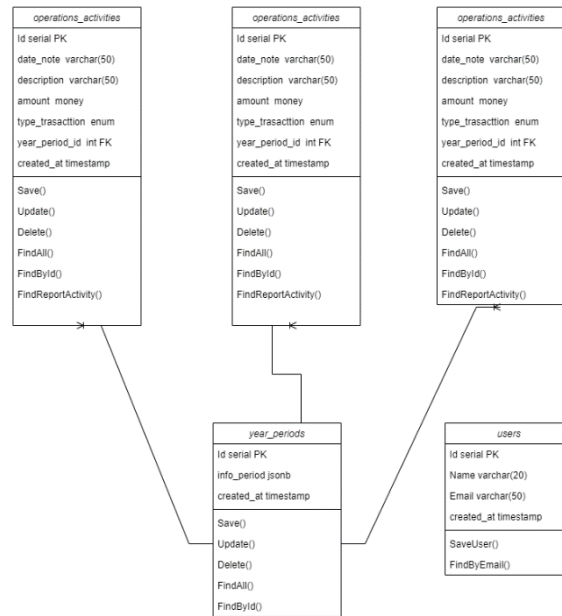 operations_activities
Id serial PK
date_note varchar(50)
description varchar(50)
amount money
type_trasacttion enum
year_period_id int FK
created_at timestamp
Save()
Update()
Delete()
FindAll()
FindById()
FindReportActivity()
operations_activities
Id serial PK
date_note varchar(50)
description varchar(50)
amount money
type_trasacttion enum
year_period_id int FK
created_at timestamp
Save()
Update()
Delete()
FindAll()
FindById()
FindReportActivity()
operations_activities
Id serial PK
date_note varchar(50)
description varchar(50)
amount money
type_trasacttion enum
year_period_id int FK
created_at timestamp
Save()
Update()
Delete()
FindAll()
FindById()
FindReportActivity()
year_periods
Id serial PK
info_period jsonb
created_at timestamp
Save()
Update()
Delete()
FindAll()
FindById()
users
Id serial PK
Name varchar(20)
Email varchar(50)
created_at timestamp
SaveUser()
FindByEmail()